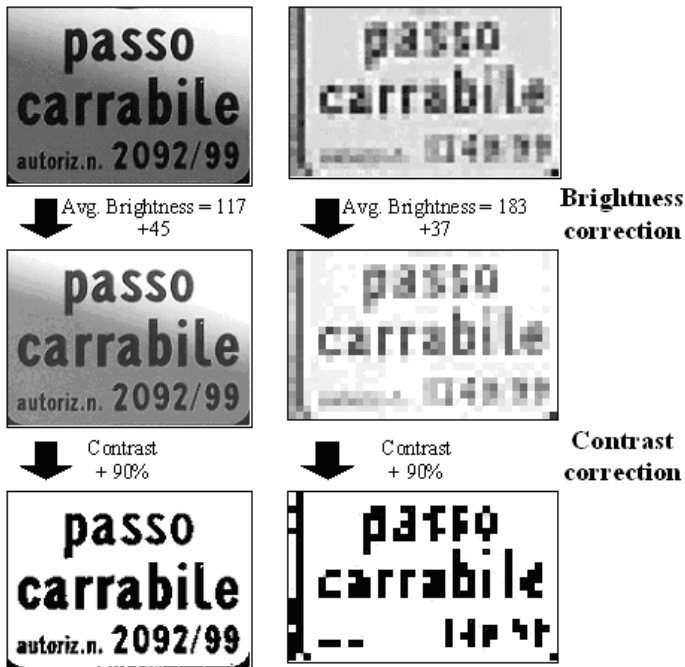 passo
carrabile
autoriz.n. 2092/99
passo
carrabile
Avg. Brightness = 117
+45
Avg. Brightness = 183
+37
Brightness
correction
passo
carrabile
autoriz.n. 2092/99
passo
carrabile
Contrast
+ 90%
Contrast
+ 90%
Contrast
correction
passo
carrabile
autoriz.n. 2092/99
carrabile